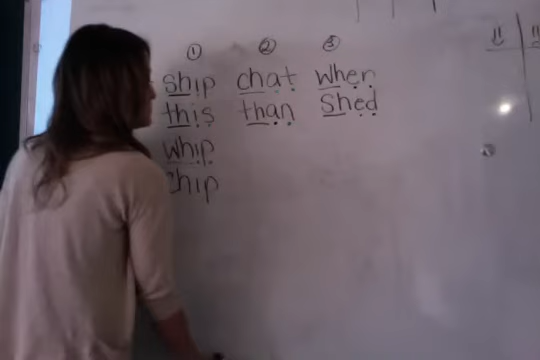 ① ② ③
ship chat when
this than shed
whip
chip